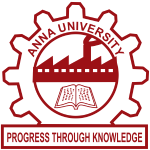 ANNA UNIVERSITY
PROGRESS THROUGH KNOWLEDGE